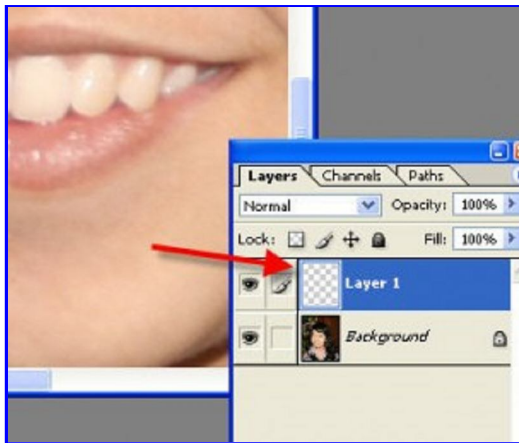 Layers Channels Paths
Normal Opacity: 100%
Lock: Fill: 100%
Layer 1
Background